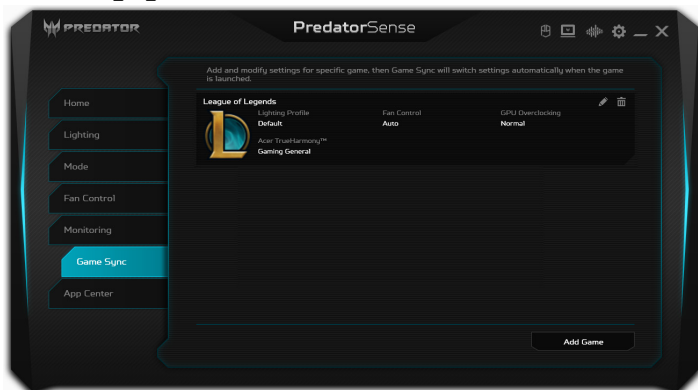 PREDATOR
PredatorSense
Add and modify settings for specific game, then Game Sync will switch settings automatically when the game
is launched.
Home
Lighting
Mode
Fan Control
Monitoring
Game Sync
App Center
League of Legends
Lighting Profile
Default
Fan Control
Auto
GPU Overclocking
Normal
Acer TrueHarmony™
Gaming General
Add Game